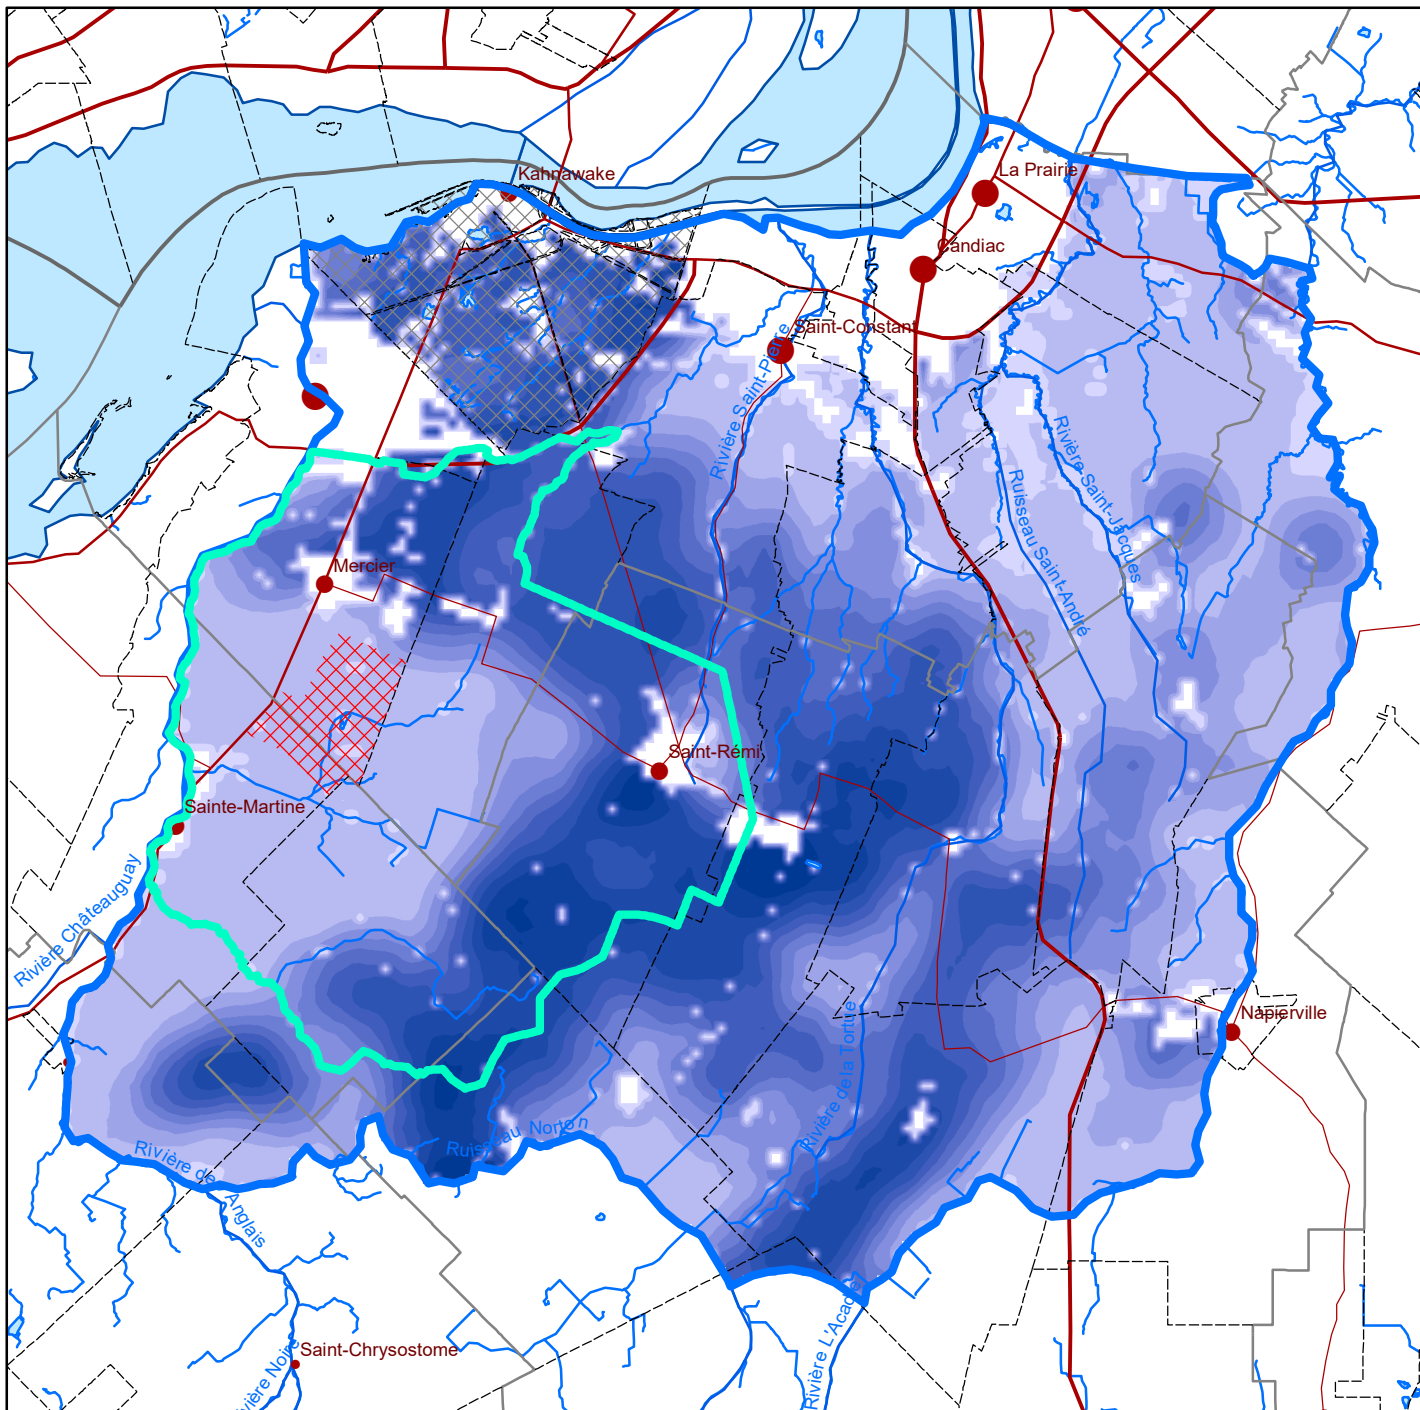 Kahnawake
La Prairie
Candiac
Saint-Constant
Rivière Saint-Pierre
Rivière Saint-Jacques
Ruisseau Saint-André
Mercier
Saint-Rémi
Sainte-Martine
Rivière Châteauguay
Napierville
Rivière de la Tortue
Ruisseau Norton
Rivière des Anglais
Saint-Chrysostome
Rivière Noire
Rivière L'Acadie